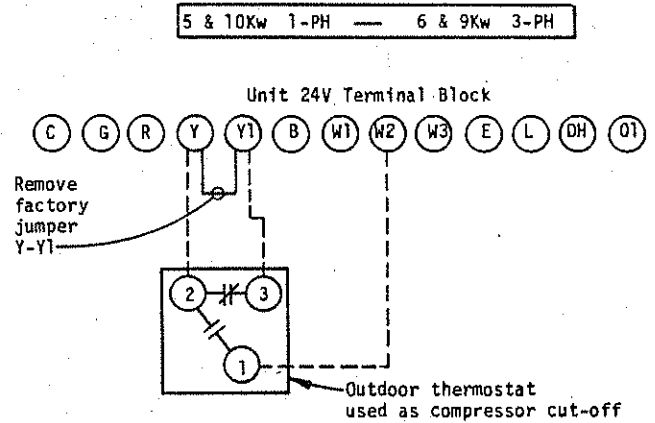 5 & 10Kw 1-PH — 6 & 9Kw 3-PH
Unit 24V Terminal Block
C G R Y Y1 B W1 W2 W3 E L DH O1
Remove
factory
jumper
Y-Y1
2 3
1
Outdoor thermostat
used as compressor cut-off